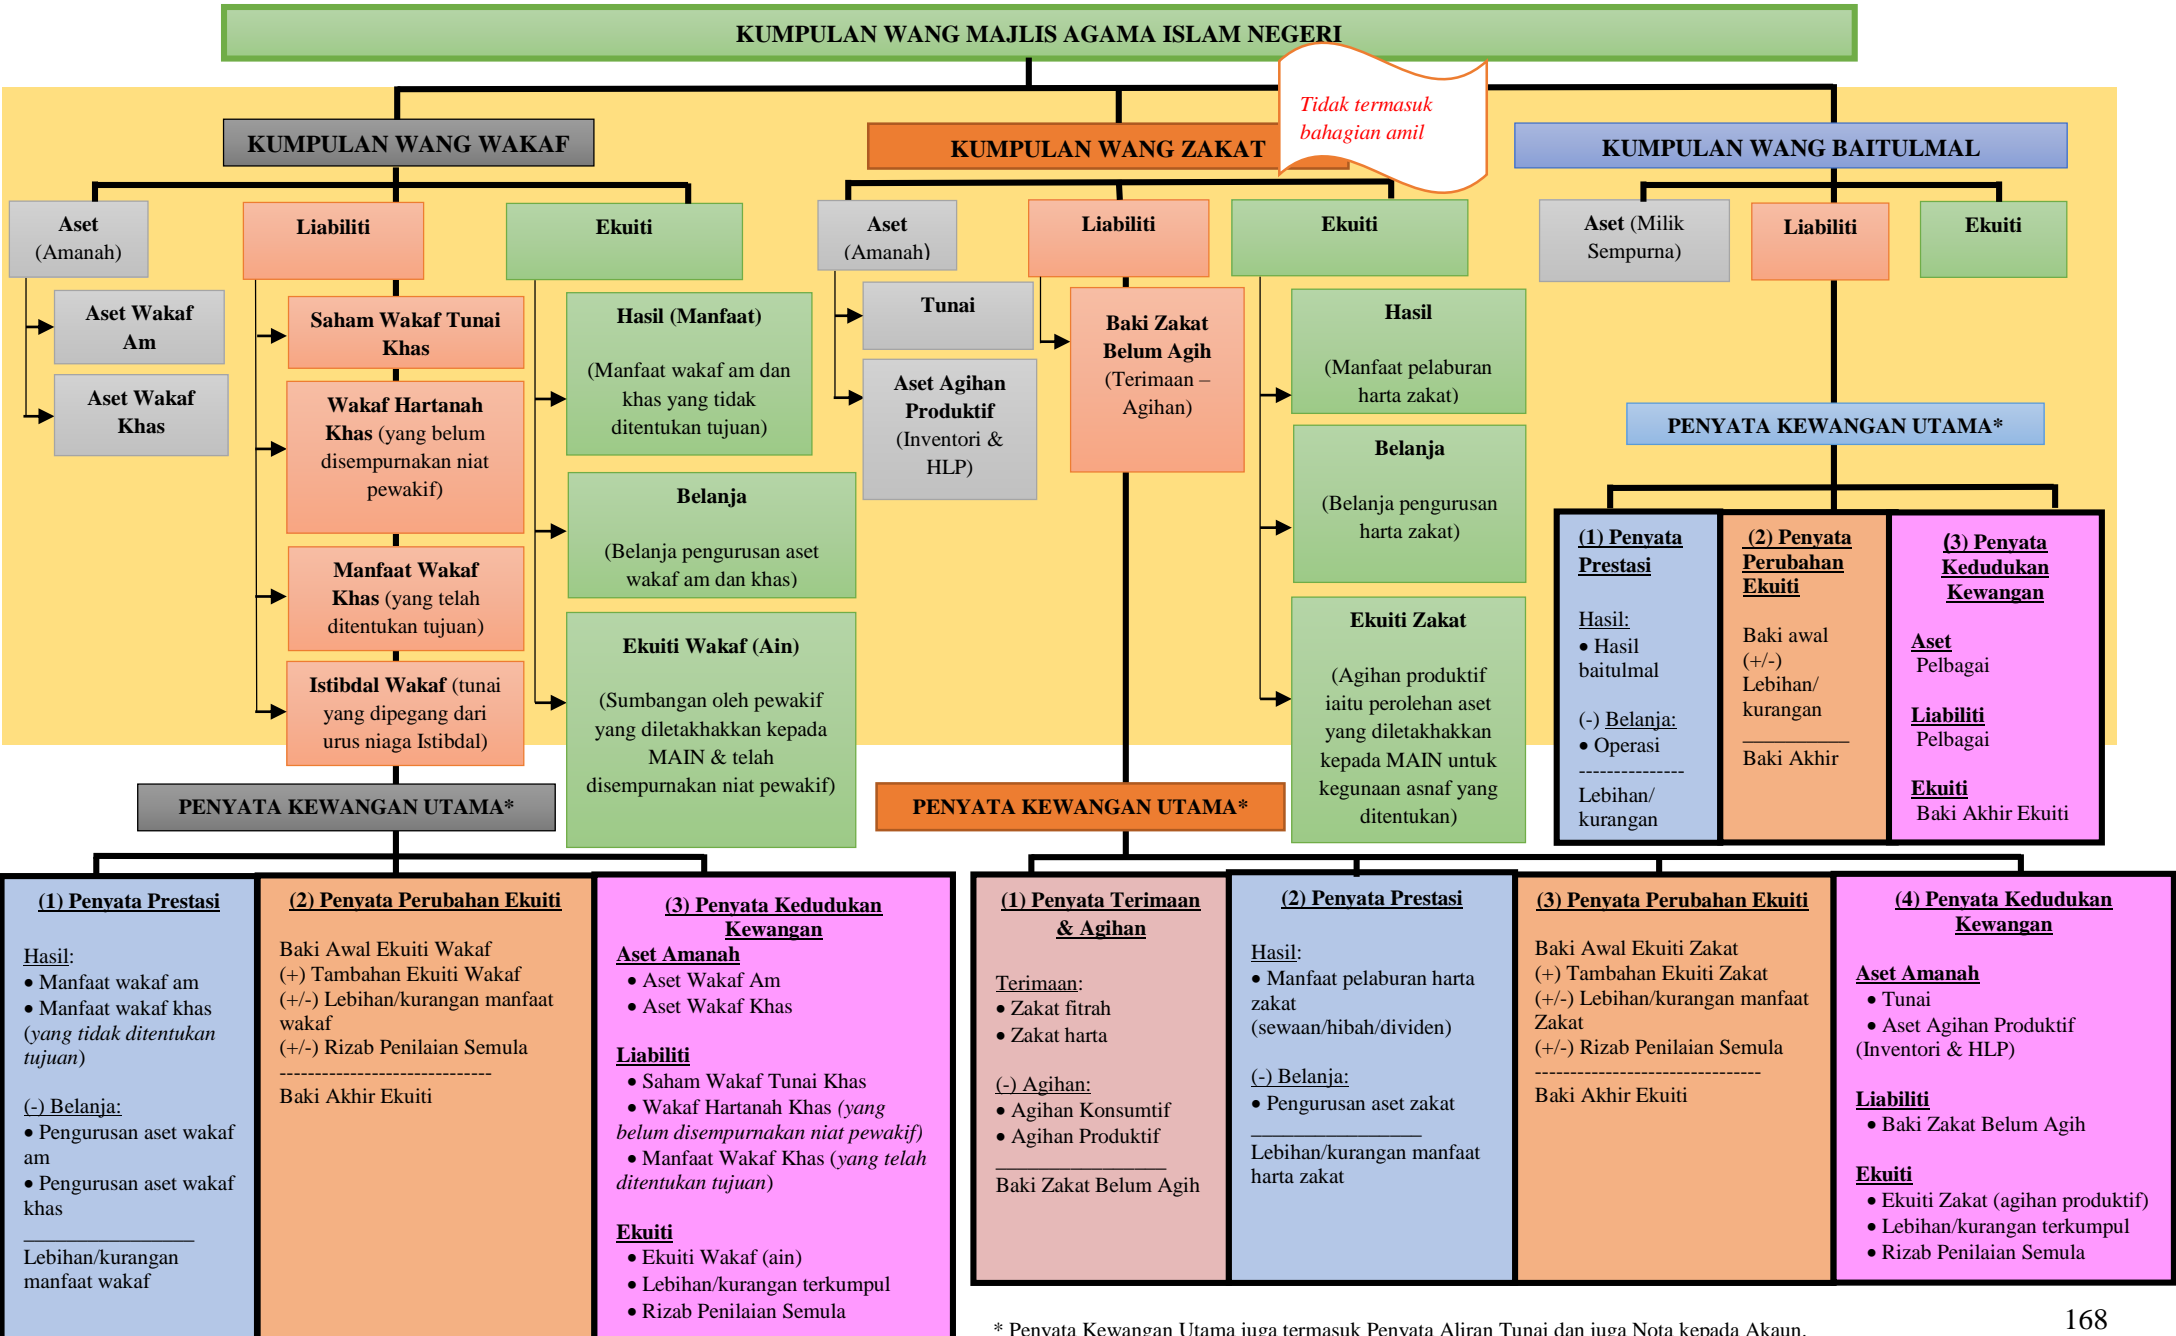 KUMPULAN WANG MAJLIS AGAMA ISLAM NEGERI
Tidak termasuk
bahagian amil
KUMPULAN WANG WAKAF
Aset
(Amanah)
Aset Wakaf
Am
Aset Wakaf
Khas
Liabiliti
Saham Wakaf Tunai
Khas
Wakaf Hartanah
Khas (yang belum
disempurnakan niat
pewakif)
Manfaat Wakaf
Khas (yang telah
ditentukan tujuan)
Istibdal Wakaf (tunai
yang dipegang dari
urus niaga Istibdal)
Ekuiti
Hasil (Manfaat)
(Manfaat wakaf am dan
khas yang tidak
ditentukan tujuan)
Belanja
(Belanja pengurusan aset
wakaf am dan khas)
Ekuiti Wakaf (Ain)
(Sumbangan oleh pewakif
yang diletakhakkan kepada
MAIN & telah
disempurnakan niat pewakif)
KUMPULAN WANG ZAKAT
Aset
(Amanah)
Tunai
Aset Agihan
Produktif
(Inventori &
HLP)
Liabiliti
Baki Zakat
Belum Agih
(Terimaan –
Agihan)
Ekuiti
Hasil
(Manfaat pelaburan
harta zakat)
Belanja
(Belanja pengurusan
harta zakat)
Ekuiti Zakat
(Agihan produktif
iaitu perolehan aset
yang diletakhakkan
kepada MAIN untuk
kegunaan asnaf yang
ditentukan)
KUMPULAN WANG BAITULMAL
Aset (Milik
Sempurna)
Liabiliti
Ekuiti
PENYATA KEWANGAN UTAMA*
(1) Penyata
Prestasi
Hasil:
• Hasil
baitulmal
(-) Belanja:
• Operasi
---------------
Lebihan/
kurangan
(2) Penyata
Perubahan
Ekuiti
Baki awal
(+/-)
Lebihan/
kurangan
__________
Baki Akhir
(3) Penyata
Kedudukan
Kewangan
Aset
Pelbagai
Liabiliti
Pelbagai
Ekuiti
Baki Akhir Ekuiti
PENYATA KEWANGAN UTAMA*
(1) Penyata Prestasi
Hasil:
• Manfaat wakaf am
• Manfaat wakaf khas
(yang tidak ditentukan
tujuan)
(-) Belanja:
• Pengurusan aset wakaf
am
• Pengurusan aset wakaf
khas
________________
Lebihan/kurangan
manfaat wakaf
(2) Penyata Perubahan Ekuiti
Baki Awal Ekuiti Wakaf
(+) Tambahan Ekuiti Wakaf
(+/-) Lebihan/kurangan manfaat
wakaf
(+/-) Rizab Penilaian Semula
------------------------------
Baki Akhir Ekuiti
(3) Penyata Kedudukan
Kewangan
Aset Amanah
• Aset Wakaf Am
• Aset Wakaf Khas
Liabiliti
• Saham Wakaf Tunai Khas
• Wakaf Hartanah Khas (yang
belum disempurnakan niat pewakif)
• Manfaat Wakaf Khas (yang telah
ditentukan tujuan)
Ekuiti
• Ekuiti Wakaf (ain)
• Lebihan/kurangan terkumpul
• Rizab Penilaian Semula
PENYATA KEWANGAN UTAMA*
(1) Penyata Terimaan
& Agihan
Terimaan:
• Zakat fitrah
• Zakat harta
(-) Agihan:
• Agihan Konsumtif
• Agihan Produktif
________________
Baki Zakat Belum Agih
(2) Penyata Prestasi
Hasil:
• Manfaat pelaburan harta
zakat
(sewaan/hibah/dividen)
(-) Belanja:
• Pengurusan aset zakat
________________
Lebihan/kurangan manfaat
harta zakat
(3) Penyata Perubahan Ekuiti
Baki Awal Ekuiti Zakat
(+) Tambahan Ekuiti Zakat
(+/-) Lebihan/kurangan manfaat
Zakat
(+/-) Rizab Penilaian Semula
--------------------------------
Baki Akhir Ekuiti
(4) Penyata Kedudukan
Kewangan
Aset Amanah
• Tunai
• Aset Agihan Produktif
(Inventori & HLP)
Liabiliti
• Baki Zakat Belum Agih
Ekuiti
• Ekuiti Zakat (agihan produktif)
• Lebihan/kurangan terkumpul
• Rizab Penilaian Semula
* Penyata Kewangan Utama juga termasuk Penyata Aliran Tunai dan juga Nota kepada Akaun.
168